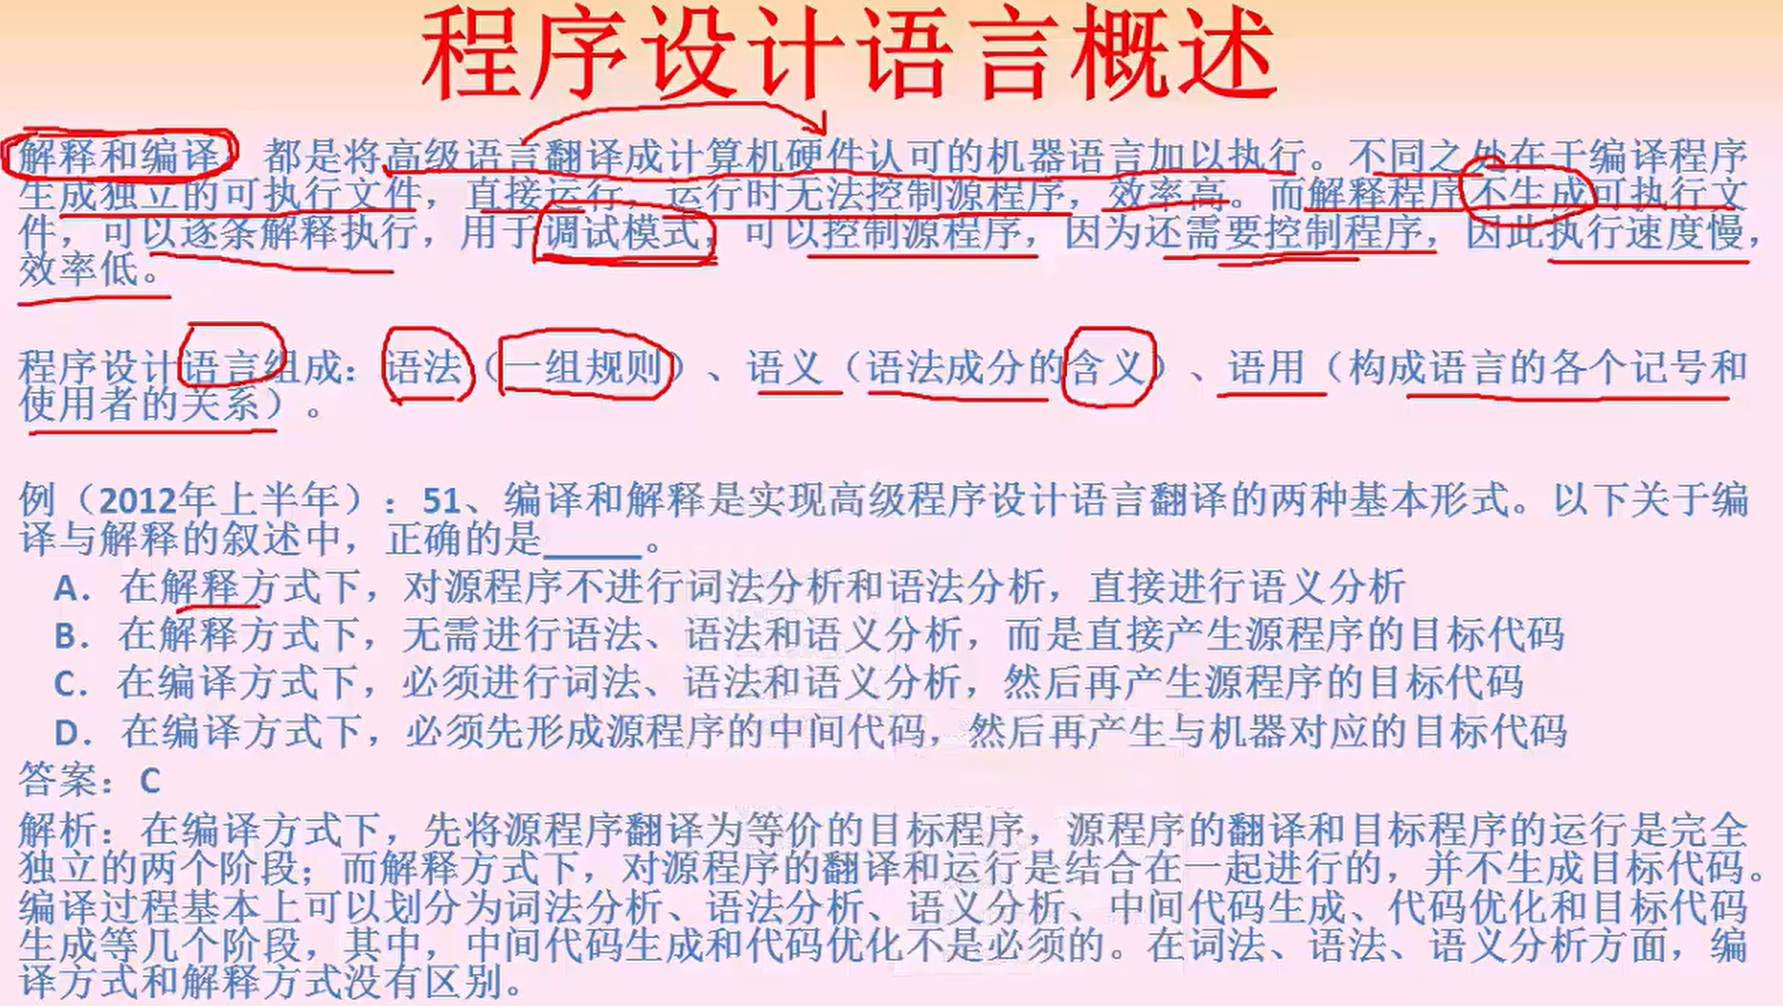 程序设计语言概述
解释和编译：都是将高级语言翻译成计算机硬件认可的机器语言加以执行。不同之处在于编译程序
生成独立的可执行文件，直接运行，运行时无法控制源程序，效率高。而解释程序不生成可执行文
件，可以逐条解释执行，用于调试模式，可以控制源程序，因为还需要控制程序，因此执行速度慢，
效率低。
程序设计语言组成：语法（一组规则）、语义（语法成分的含义）、语用（构成语言的各个记号和
使用者的关系）。
例（2012年上半年）：51、编译和解释是实现高级程序设计语言翻译的两种基本形式。以下关于编
译与解释的叙述中，正确的是_____。
A．在解释方式下，对源程序不进行词法分析和语法分析，直接进行语义分析
B．在解释方式下，无需进行语法、语法和语义分析，而是直接产生源程序的目标代码
C．在编译方式下，必须进行词法、语法和语义分析，然后再产生源程序的目标代码
D．在编译方式下，必须先形成源程序的中间代码，然后再产生与机器对应的目标代码
答案：C
解析：在编译方式下，先将源程序翻译为等价的目标程序，源程序的翻译和目标程序的运行是完全
独立的两个阶段；而解释方式下，对源程序的翻译和运行是结合在一起进行的，并不生成目标代码。
编译过程基本上可以划分为词法分析、语法分析、语义分析、中间代码生成、代码优化和目标代码
生成等几个阶段，其中，中间代码生成和代码优化不是必须的。在词法、语法、语义分析方面，编
译方式和解释方式没有区别。